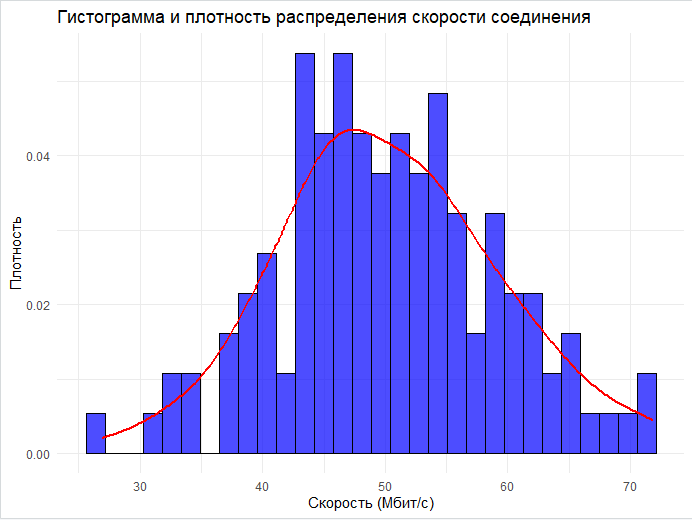 Гистограмма и плотность распределения скорости соединения
Плотность
0.04
0.02
0.00
30 40 50 60 70
Скорость (Мбит/с)